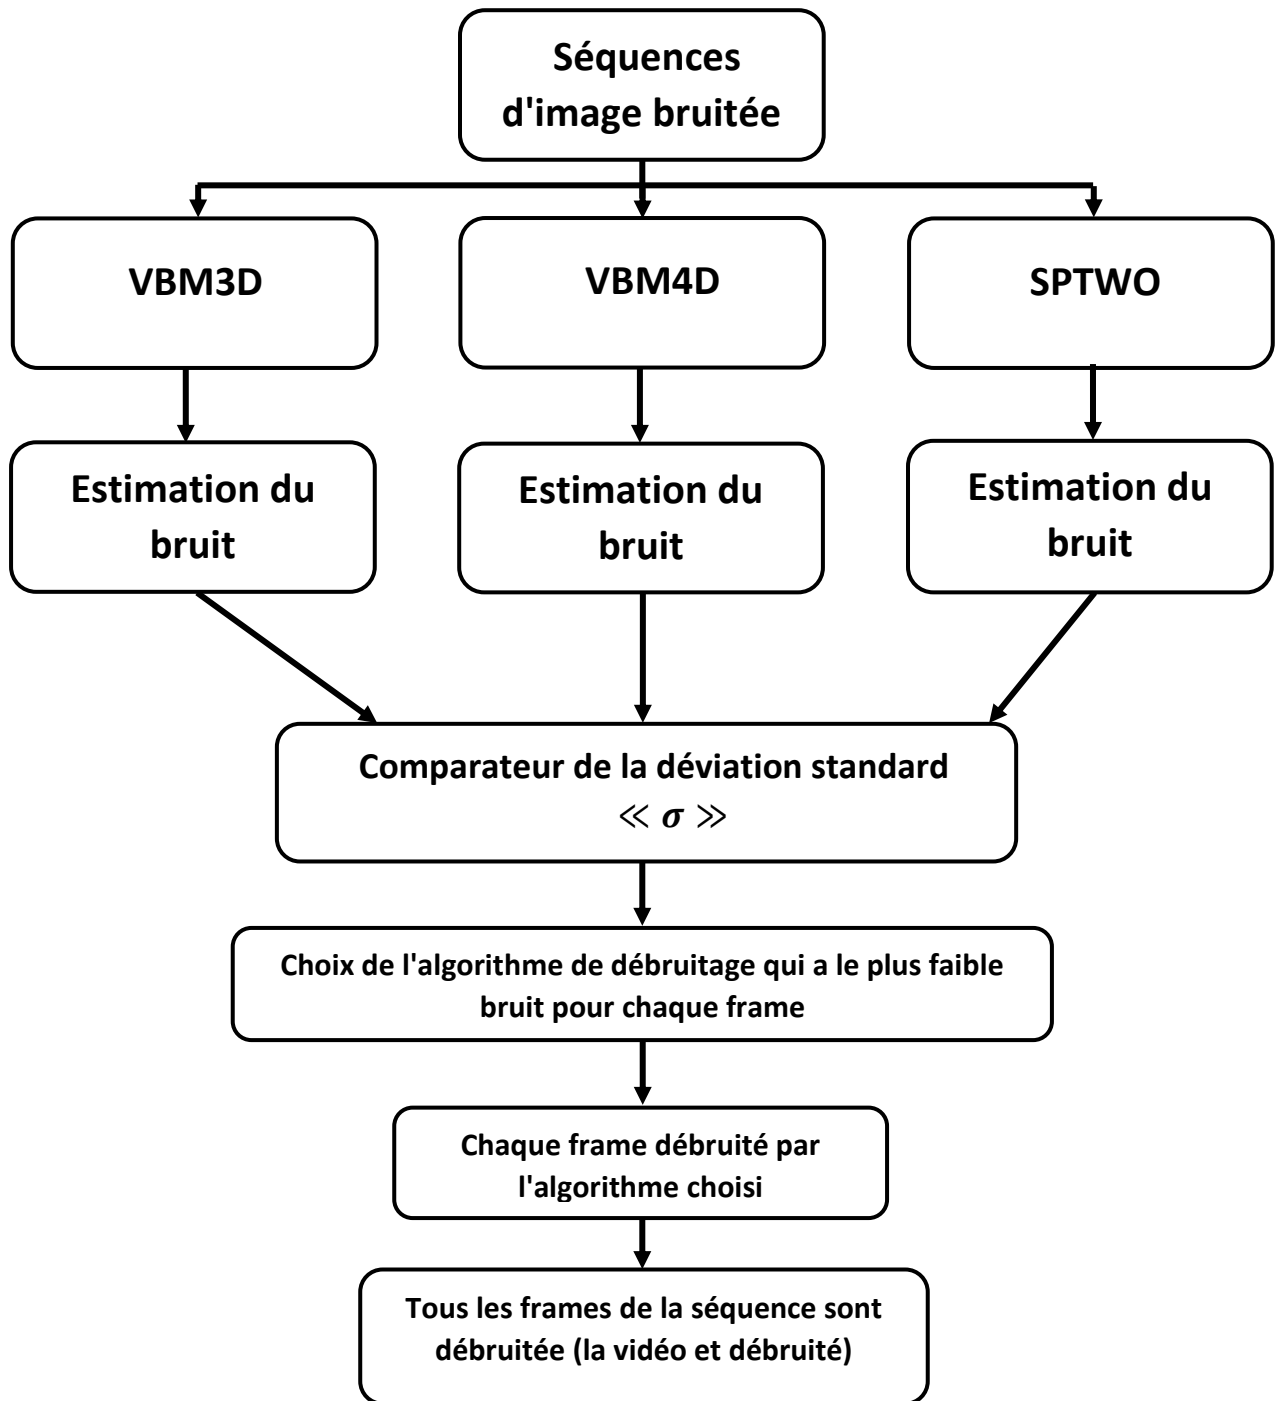 Séquences
d'image bruitée
VBM3D
VBM4D
SPTWO
Estimation du
bruit
Estimation du
bruit
Estimation du
bruit
Comparateur de la déviation standard
≪ σ ≫
Choix de l'algorithme de débruitage qui a le plus faible
bruit pour chaque frame
Chaque frame débruité par
l'algorithme choisi
Tous les frames de la séquence sont
débruitée (la vidéo et débruité)